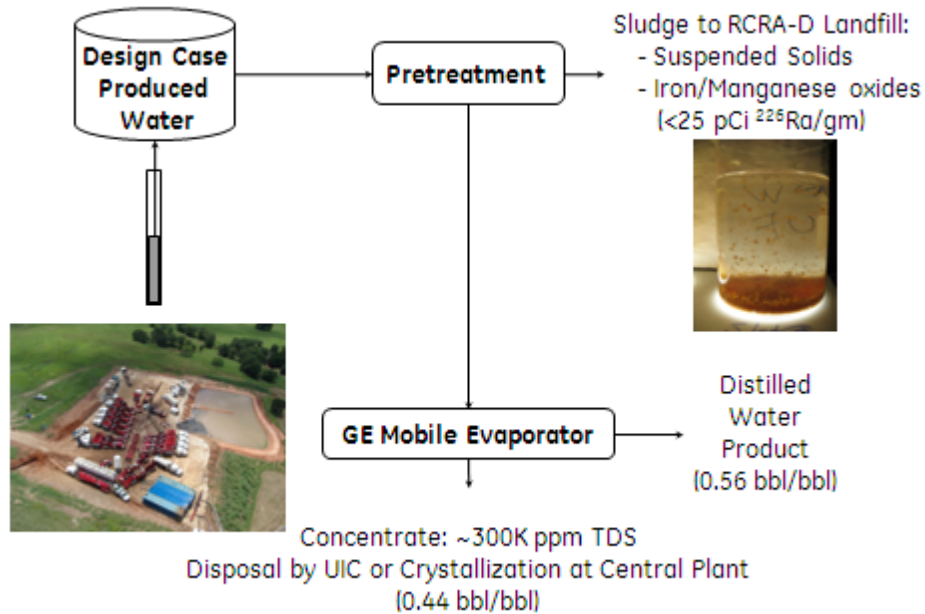 Design Case
Produced
Water
Pretreatment
Sludge to RCRA-D Landfill:
- Suspended Solids
- Iron/Manganese oxides
(<25 pCi ²²⁶Ra/gm)
GE Mobile Evaporator
Distilled
Water
Product
(0.56 bbl/bbl)
Concentrate: ~300K ppm TDS
Disposal by UIC or Crystallization at Central Plant
(0.44 bbl/bbl)